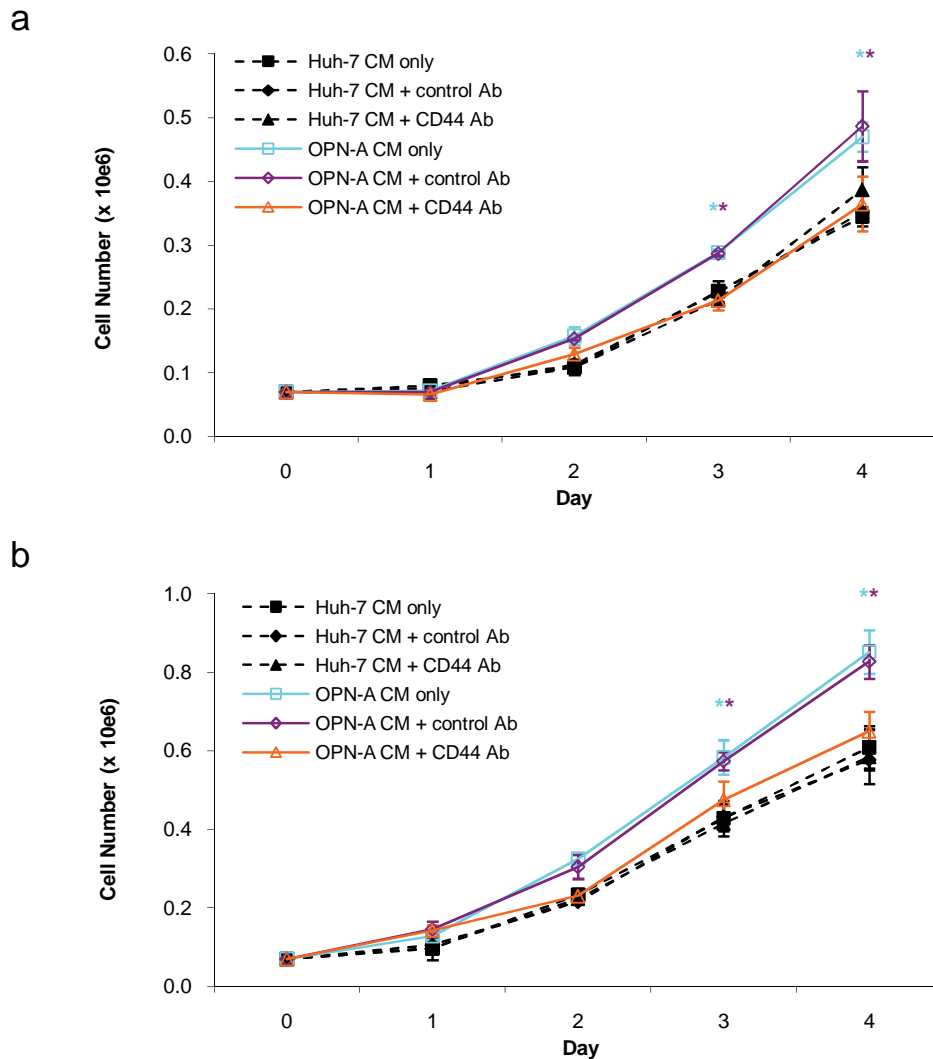 a
0.6
0.5
0.4
0.3
0.2
0.1
0.0
Cell Number (x 10e6)
Huh-7 CM only
Huh-7 CM + control Ab
Huh-7 CM + CD44 Ab
OPN-A CM only
OPN-A CM + control Ab
OPN-A CM + CD44 Ab
**
**
0 1 2 3 4
Day
b
1.0
0.8
0.6
0.4
0.2
0.0
Cell Number (x 10e6)
Huh-7 CM only
Huh-7 CM + control Ab
Huh-7 CM + CD44 Ab
OPN-A CM only
OPN-A CM + control Ab
OPN-A CM + CD44 Ab
**
**
0 1 2 3 4
Day